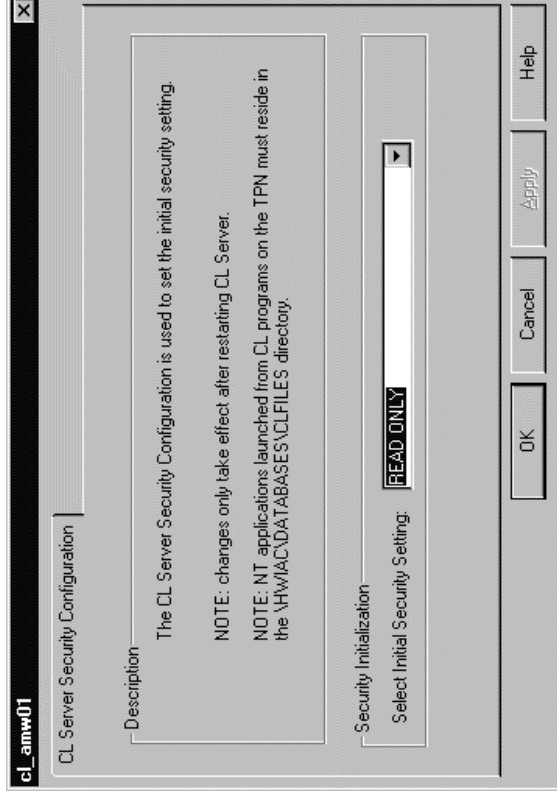 cl_amw01
CL Server Security Configuration
Description
The CL Server Security Configuration is used to set the initial security setting.
NOTE: changes only take effect after restarting CL Server.
NOTE: NT applications launched from CL programs on the TPN must reside in
the \HWIAC\DATABASES\CLFILES directory.
Security Initialization
Select Initial Security Setting:
READ ONLY
OK
Cancel
Apply
Help